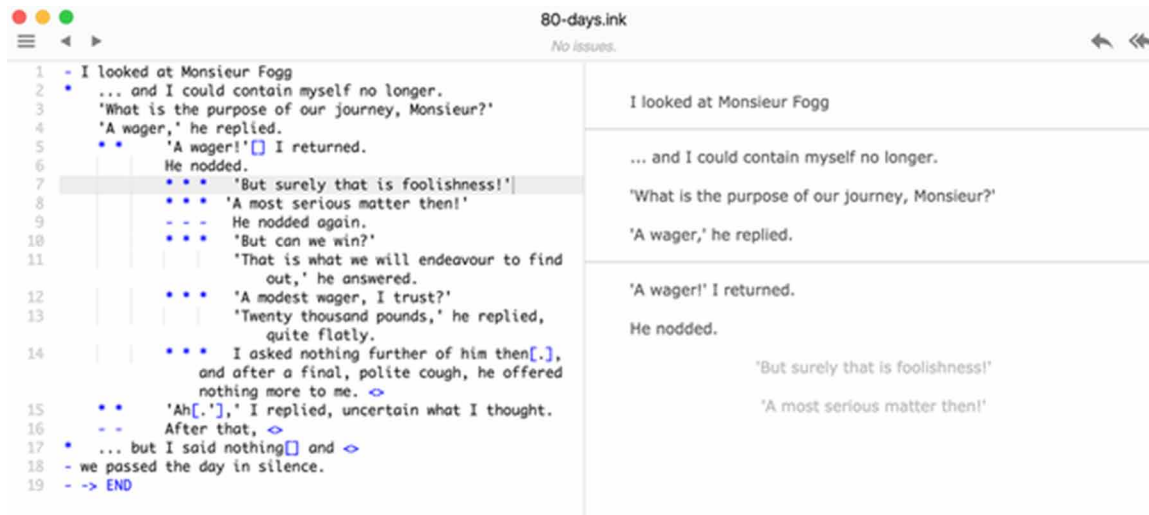 80-days.ink
No issues.
1 - I looked at Monsieur Fogg
2 * ... and I could contain myself no longer.
3 'What is the purpose of our journey, Monsieur?'
4 'A wager,' he replied.
5 * * 'A wager!'[] I returned.
6 He nodded.
7 * * * 'But surely that is foolishness!'
8 * * * 'A most serious matter then!'
9 - - - He nodded again.
10 * * * 'But can we win?'
11 'That is what we will endeavour to find
out,' he answered.
12 * * * 'A modest wager, I trust?'
13 'Twenty thousand pounds,' he replied,
quite flatly.
14 * * * I asked nothing further of him then[.],
and after a final, polite cough, he offered
nothing more to me. <>
15 * * 'Ah[.'],' I replied, uncertain what I thought.
16 - - After that, <>
17 * ... but I said nothing[] and <>
18 - we passed the day in silence.
19 - -> END
I looked at Monsieur Fogg
... and I could contain myself no longer.
'What is the purpose of our journey, Monsieur?'
'A wager,' he replied.
'A wager!' I returned.
He nodded.
'But surely that is foolishness!'
'A most serious matter then!'